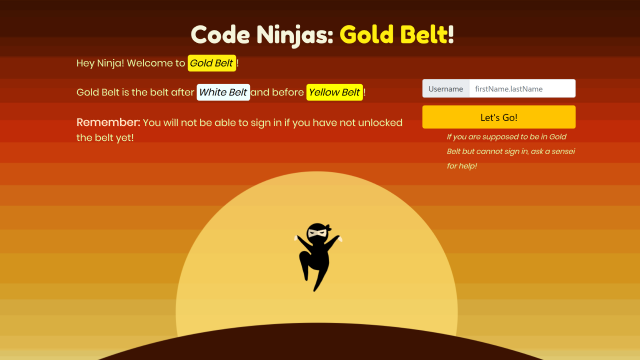 Code Ninjas: Gold Belt!
Hey Ninja! Welcome to Gold Belt!
Gold Belt is the belt after White Belt and before Yellow Belt!
Remember: You will not be able to sign in if you have not unlocked
the belt yet!
Username firstName.lastName
Let's Go!
If you are supposed to be in Gold
Belt but cannot sign in, ask a sensei
for help!